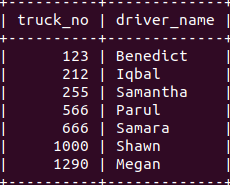 +----------+-------------+
| truck_no | driver_name |
+----------+-------------+
| 123 | Benedict
| 212 | Iqbal
| 255 | Samantha
| 566 | Parul
| 666 | Samara
| 1000 | Shawn
| 1290 | Megan
+----------+-------------+